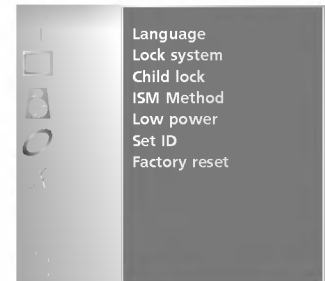 Language
Lock system
Child lock
ISM Method
Low power
Set ID
Factory reset